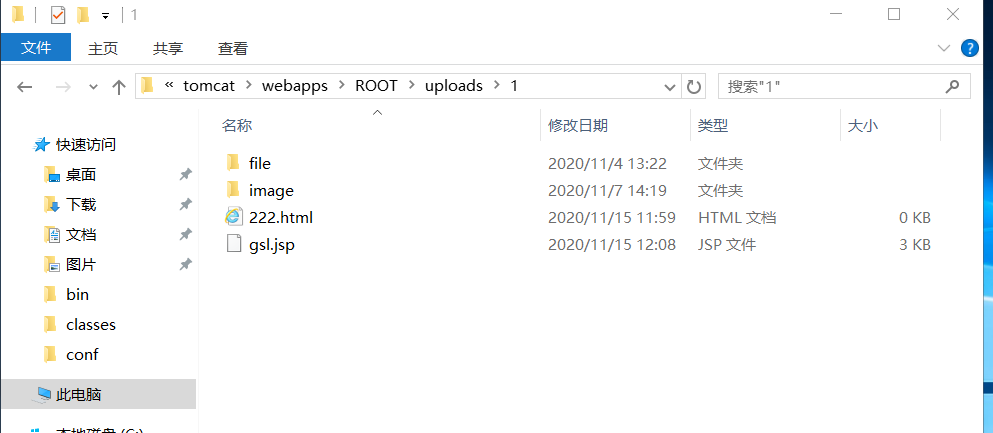 1
文件 主页 共享 查看
« tomcat > webapps > ROOT > uploads > 1 搜索"1"
名称 修改日期 类型 大小
快速访问
桌面
下载
文档
图片
bin
classes
conf
此电脑
本地磁盘 (C:)
file 2020/11/4 13:22 文件夹
image 2020/11/7 14:19 文件夹
222.html 2020/11/15 11:59 HTML 文档 0 KB
gsl.jsp 2020/11/15 12:08 JSP 文件 3 KB